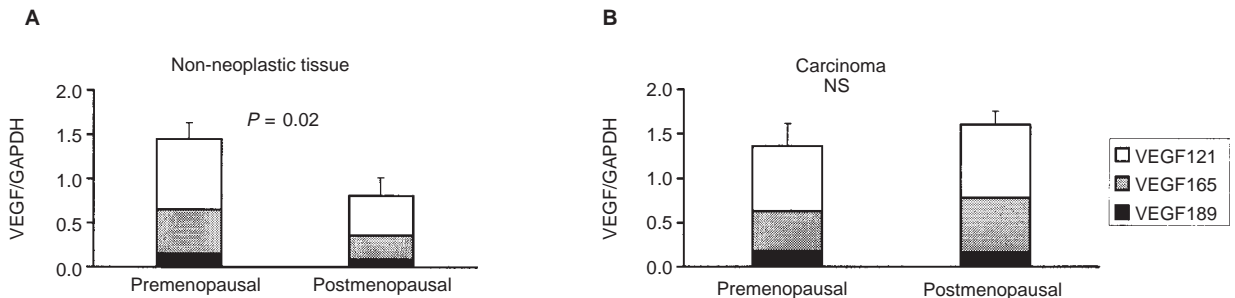 A
Non-neoplastic tissue
P = 0.02
VEGF/GAPDH
2.0
1.5
1.0
0.5
0.0
Premenopausal Postmenopausal
B
Carcinoma
NS
VEGF/GAPDH
2.0
1.5
1.0
0.5
0.0
Premenopausal Postmenopausal
VEGF121
VEGF165
VEGF189